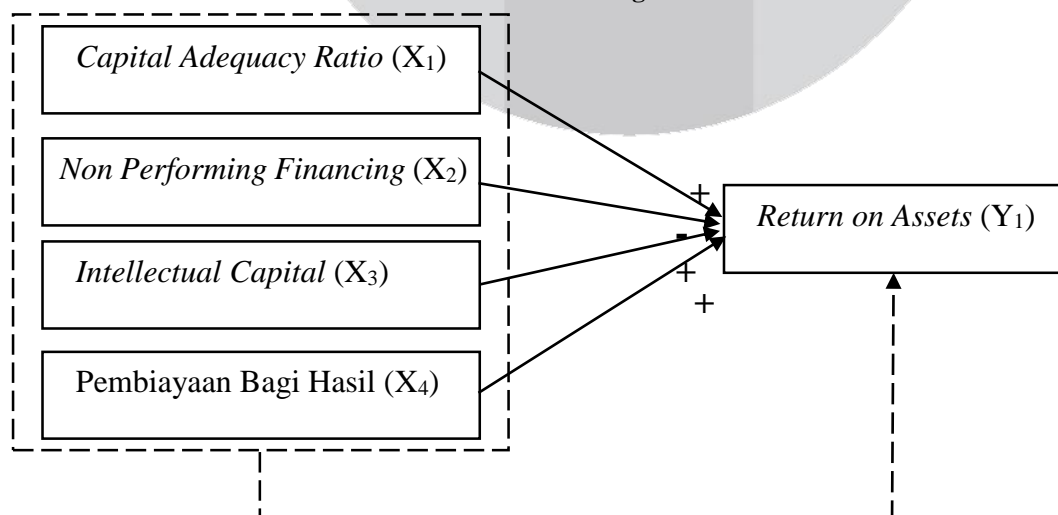 Capital Adequacy Ratio (X₁)
Non Performing Financing (X₂)
Intellectual Capital (X₃)
Pembiayaan Bagi Hasil (X₄)
+
-
+
+
Return on Assets (Y₁)